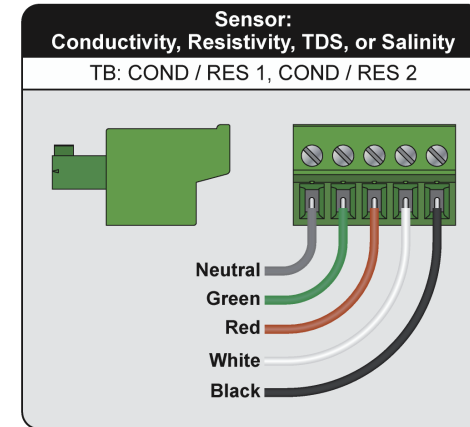 Sensor:
Conductivity, Resistivity, TDS, or Salinity
TB: COND / RES 1, COND / RES 2
Neutral
Green
Red
White
Black